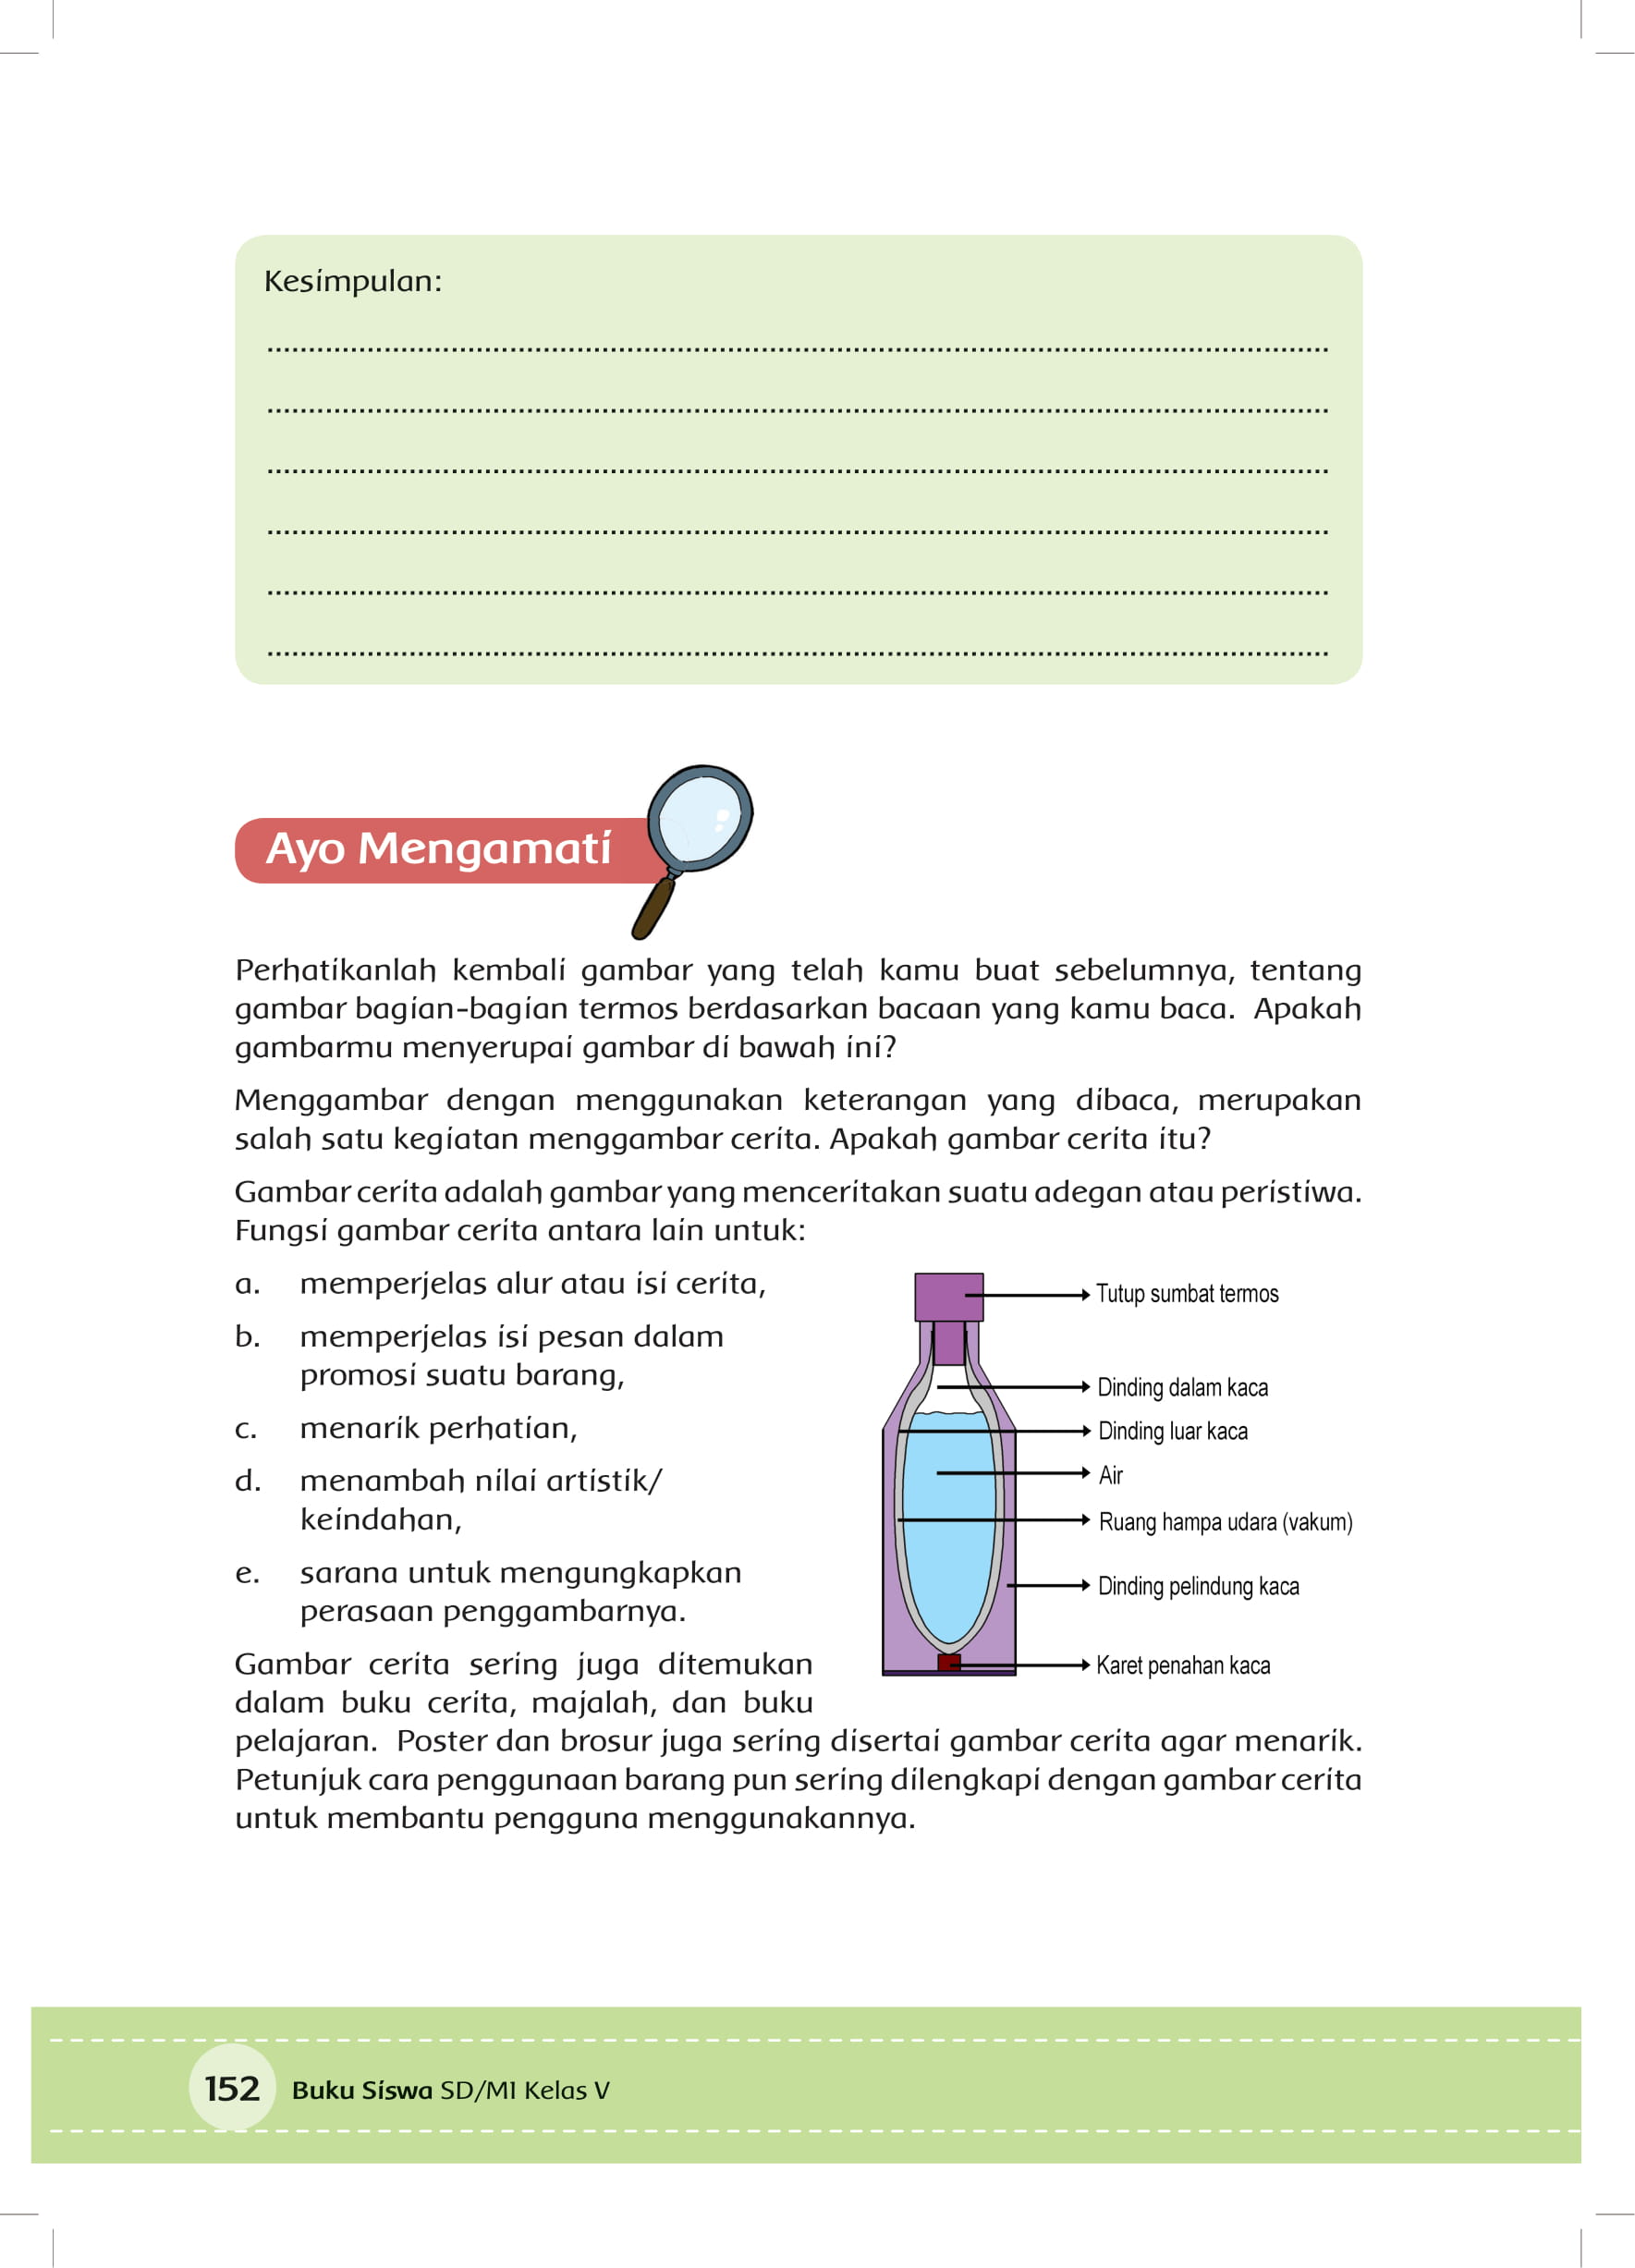 Kesimpulan:
Ayo Mengamati
Perhatikanlah kembali gambar yang telah kamu buat sebelumnya, tentang
gambar bagian-bagian termos berdasarkan bacaan yang kamu baca. Apakah
gambarmu menyerupai gambar di bawah ini?
Menggambar dengan menggunakan keterangan yang dibaca, merupakan
salah satu kegiatan menggambar cerita. Apakah gambar cerita itu?
Gambar cerita adalah gambar yang menceritakan suatu adegan atau peristiwa.
Fungsi gambar cerita antara lain untuk:
a. memperjelas alur atau isi cerita,
b. memperjelas isi pesan dalam
promosi suatu barang,
c. menarik perhatian,
d. menambah nilai artistik/
keindahan,
e. sarana untuk mengungkapkan
perasaan penggambarnya.
Tutup sumbat termos
Dinding dalam kaca
Dinding luar kaca
Air
Ruang hampa udara (vakum)
Dinding pelindung kaca
Karet penahan kaca
Gambar cerita sering juga ditemukan
dalam buku cerita, majalah, dan buku
pelajaran. Poster dan brosur juga sering disertai gambar cerita agar menarik.
Petunjuk cara penggunaan barang pun sering dilengkapi dengan gambar cerita
untuk membantu pengguna menggunakannya.
152 Buku Siswa SD/MI Kelas V